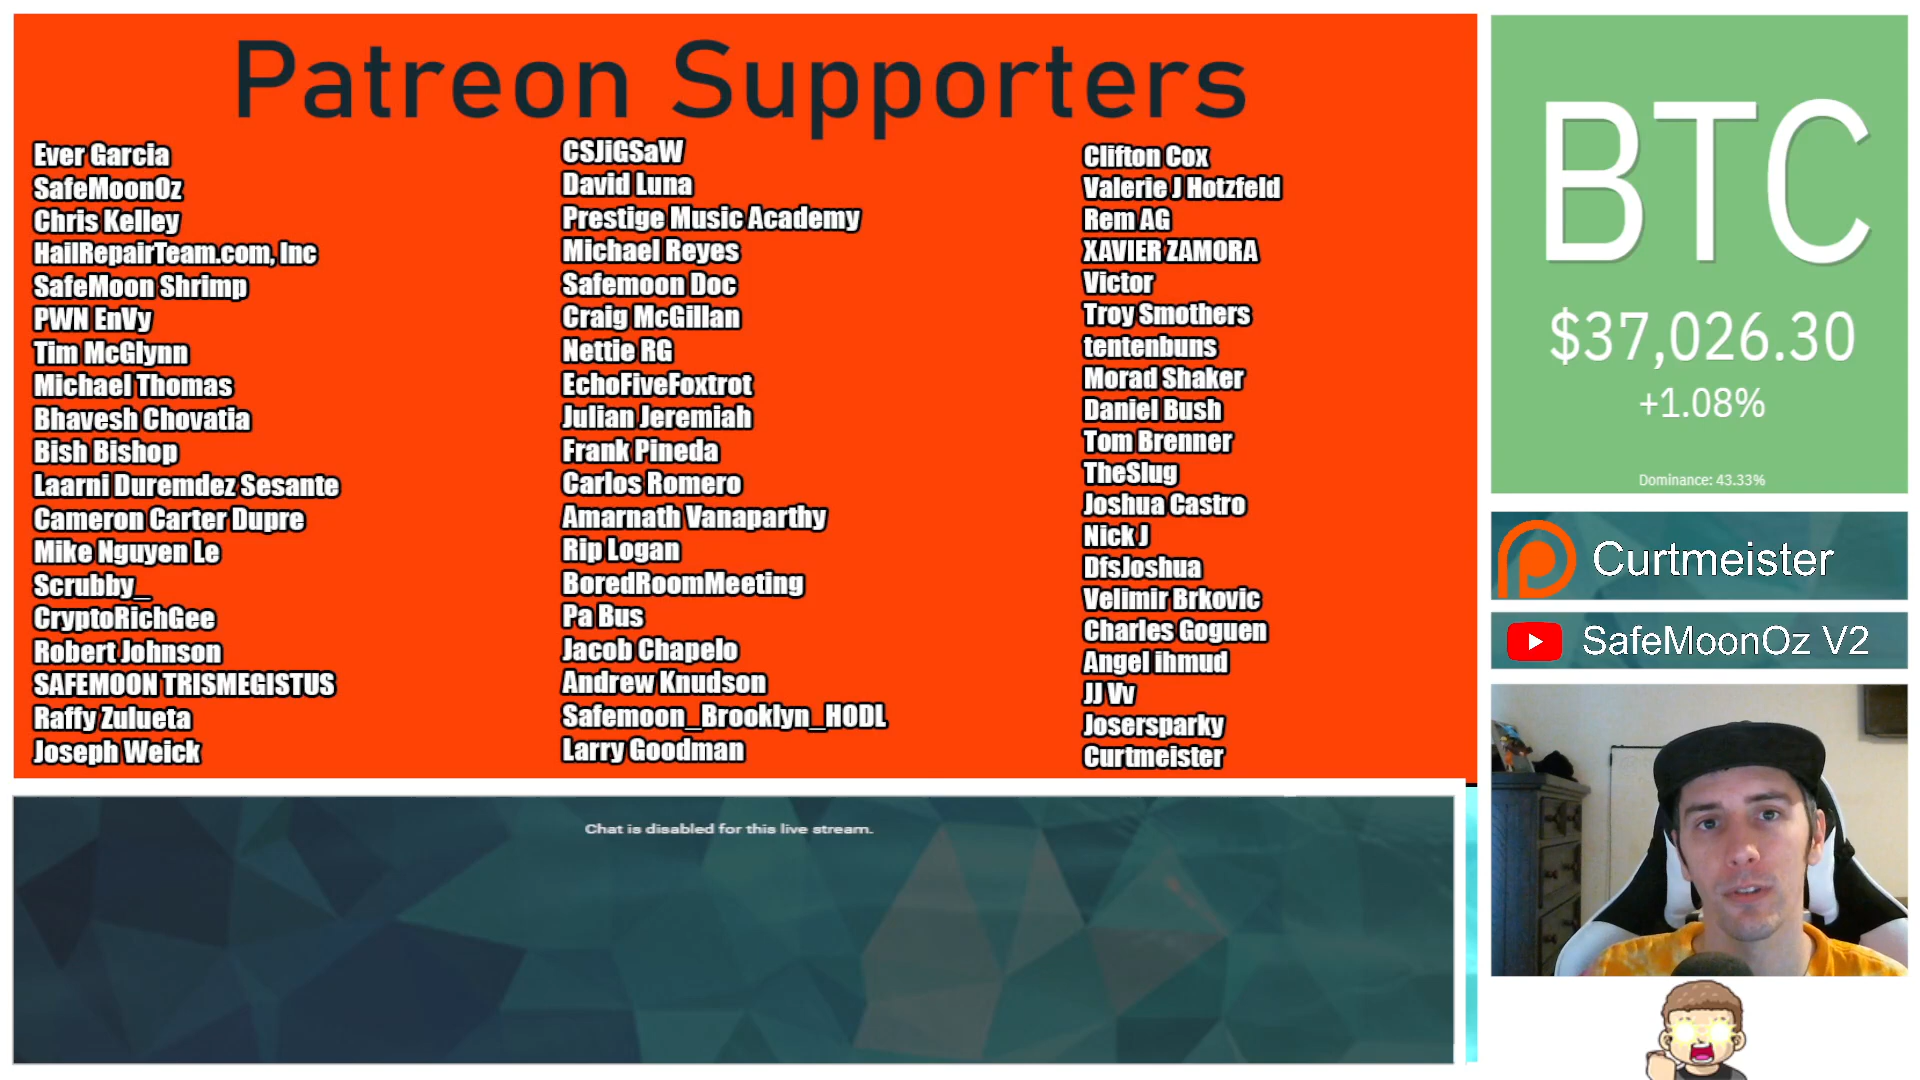 Patreon Supporters
Ever Garcia
SafeMoonOz
Chris Kelley
HailRepairTeam.com, Inc
SafeMoon Shrimp
PWN EnVy
Tim McGlynn
Michael Thomas
Bhavesh Chovatia
Bish Bishop
Laarni Duremdez Sesante
Cameron Carter Dupre
Mike Nguyen Le
Scrubby_
CryptoRichGee
Robert Johnson
SAFEMOON TRISMEGISTUS
Raffy Zulueta
Joseph Weick
CSJiGSaW
David Luna
Prestige Music Academy
Michael Reyes
Safemoon Doc
Craig McGillan
Nettie RG
EchoFiveFoxtrot
Julian Jeremiah
Frank Pineda
Carlos Romero
Amarnath Vanaparthy
Rip Logan
BoredRoomMeeting
Pa Bus
Jacob Chapelo
Andrew Knudson
Safemoon_Brooklyn_HODL
Larry Goodman
Clifton Cox
Valerie J Hotzfeld
Rem AG
XAVIER ZAMORA
Victor
Troy Smothers
tentenbuns
Morad Shaker
Daniel Bush
Tom Brenner
TheSlug
Joshua Castro
Nick J
DfsJoshua
Velimir Brkovic
Charles Goguen
Angel ihmud
JJ Vv
Josersparky
Curtmeister
BTC
$37,026.30
+1.08%
Dominance: 43.33%
Curtmeister
SafeMoonOz V2
Chat is disabled for this live stream.